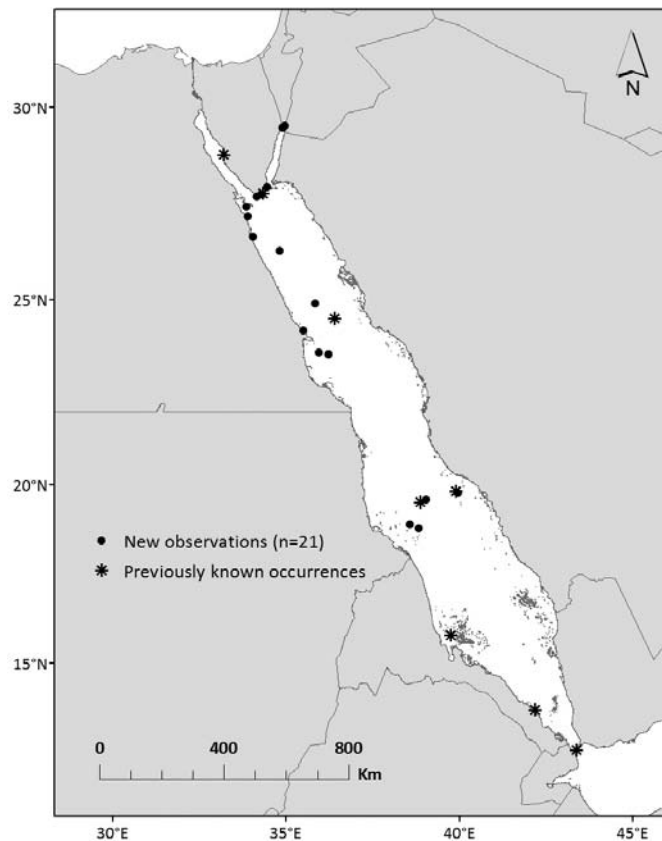 N
30°N
25°N
20°N
New observations (n=21)
Previously known occurrences
15°N
0 400 800
Km
30°E 35°E 40°E 45°E